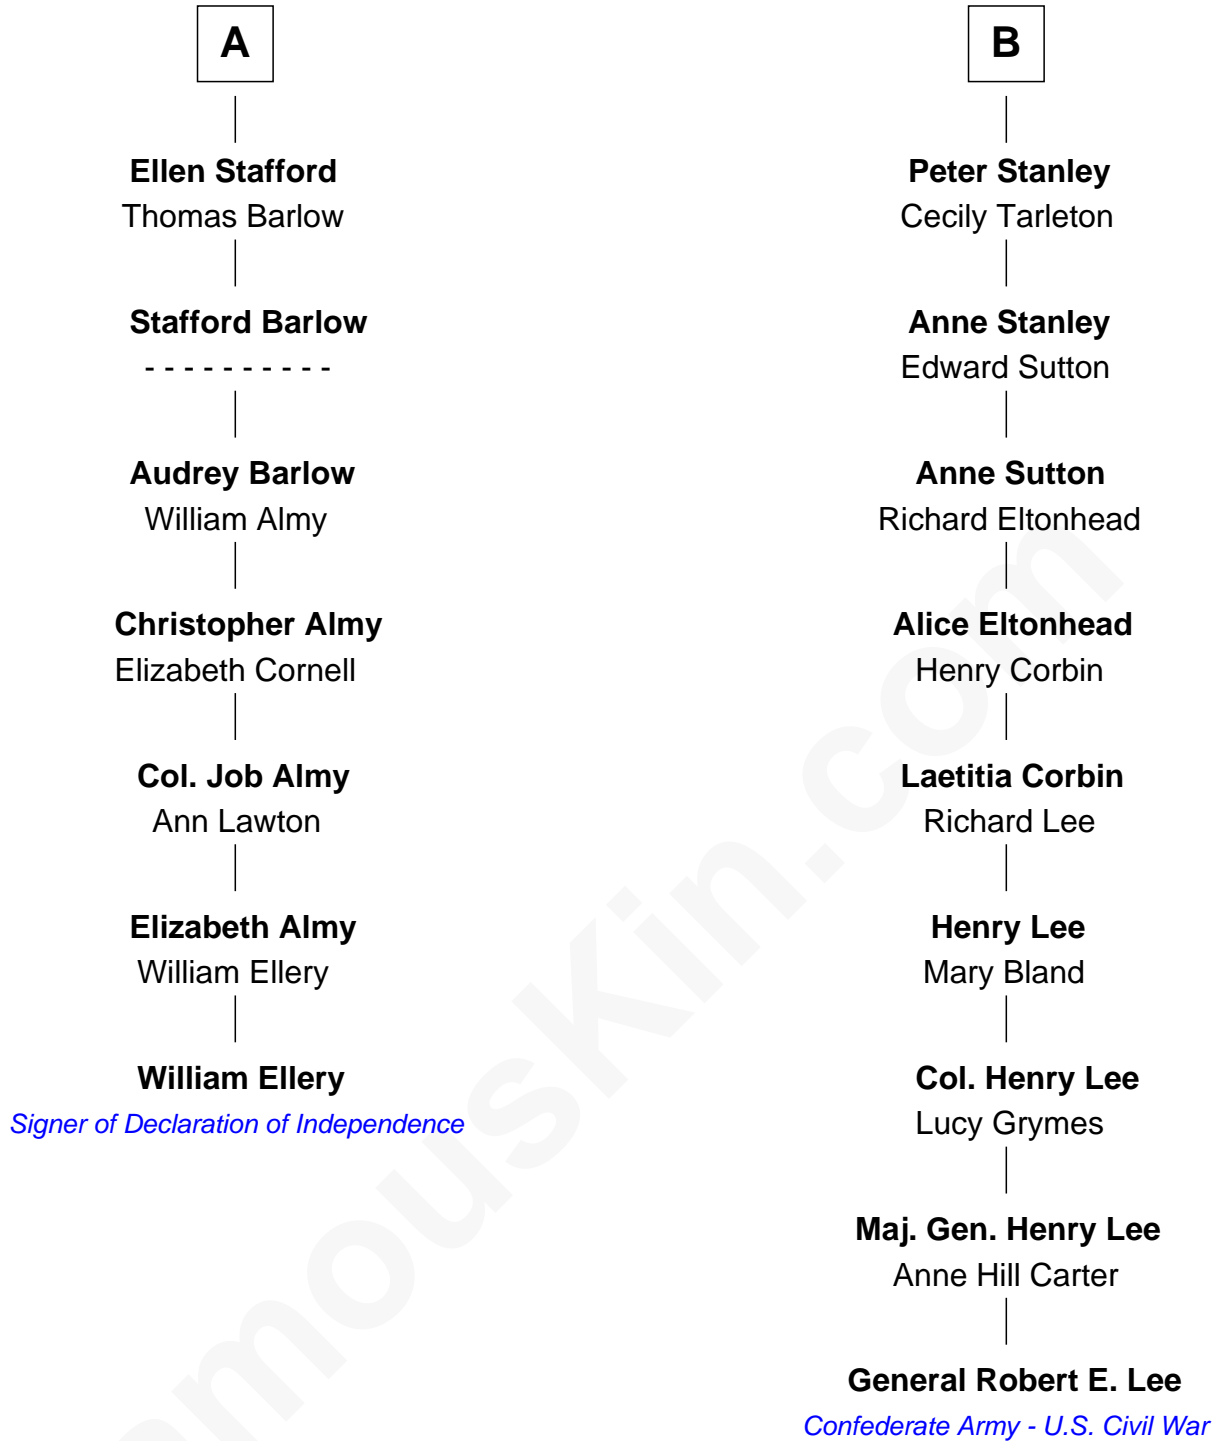 A
Ellen Stafford
Thomas Barlow
Stafford Barlow
- - - - - - - - - -
Audrey Barlow
William Almy
Christopher Almy
Elizabeth Cornell
Col. Job Almy
Ann Lawton
Elizabeth Almy
William Ellery
William Ellery
Signer of Declaration of Independence
B
Peter Stanley
Cecily Tarleton
Anne Stanley
Edward Sutton
Anne Sutton
Richard Eltonhead
Alice Eltonhead
Henry Corbin
Laetitia Corbin
Richard Lee
Henry Lee
Mary Bland
Col. Henry Lee
Lucy Grymes
Maj. Gen. Henry Lee
Anne Hill Carter
General Robert E. Lee
Confederate Army - U.S. Civil War
amouskin.com